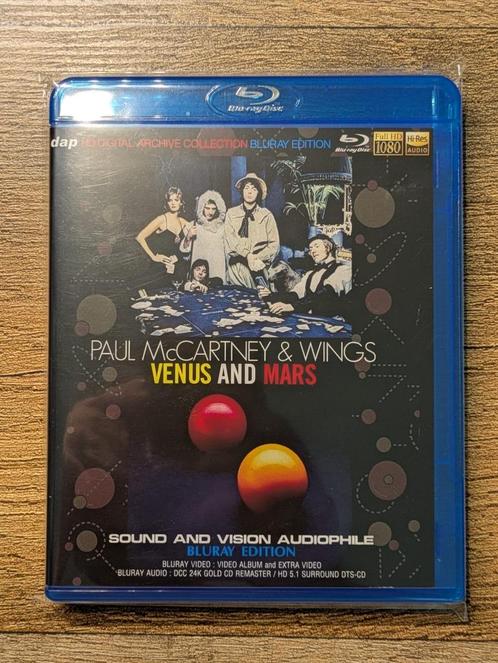 Blu-ray Disc
dap HD DIGITAL ARCHIVE COLLECTION BLURAY EDITION
Blu-ray Disc
Full HD
1080
Hi-Res
AUDIO
PAUL McCARTNEY & WINGS
VENUS AND MARS
SOUND AND VISION AUDIOPHILE
BLURAY EDITION
BLURAY VIDEO : VIDEO ALBUM and EXTRA VIDEO
BLURAY AUDIO : DCC 24K GOLD CD REMASTER / HD 5.1 SURROUND DTS-CD